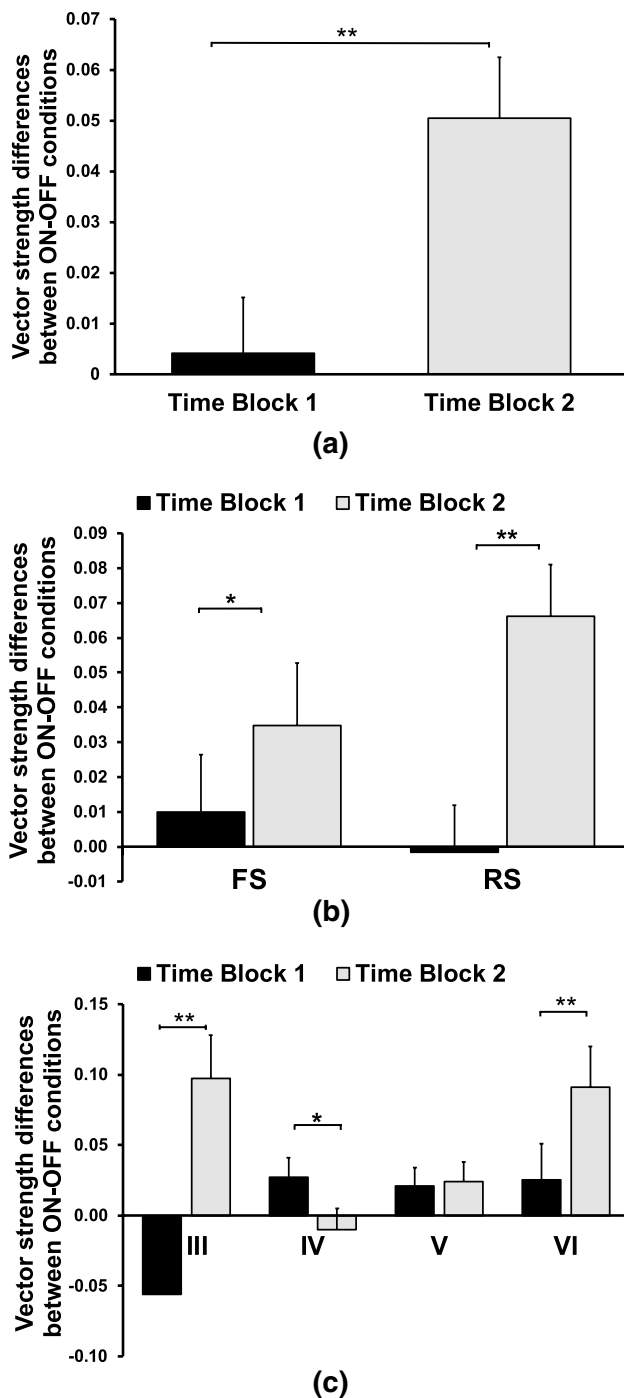 0.07
0.06
0.05
0.04
0.03
0.02
0.01
0
Vector strength differences
between ON-OFF conditions
**
Time Block 1 Time Block 2
(a)
Time Block 1 Time Block 2
0.09
0.08
0.07
0.06
0.05
0.04
0.03
0.02
0.01
0.00
-0.01
Vector strength differences
between ON-OFF conditions
* **
FS RS
(b)
Time Block 1 Time Block 2
0.15
0.10
0.05
0.00
-0.05
-0.10
Vector strength differences
between ON-OFF conditions
** * **
III IV V VI
(c)